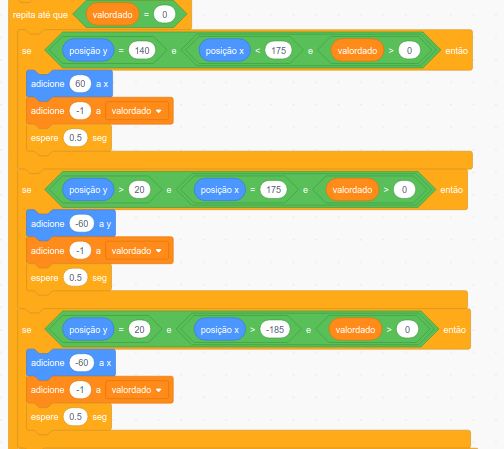 repita até que valordado = 0
se posição y = 140 e posição x < 175 e valordado > 0 então
adicione 60 a x
adicione -1 a valordado
espere 0.5 seg
se posição y > 20 e posição x = 175 e valordado > 0 então
adicione -60 a y
adicione -1 a valordado
espere 0.5 seg
se posição y = 20 e posição x > -185 e valordado > 0 então
adicione -60 a x
adicione -1 a valordado
espere 0.5 seg